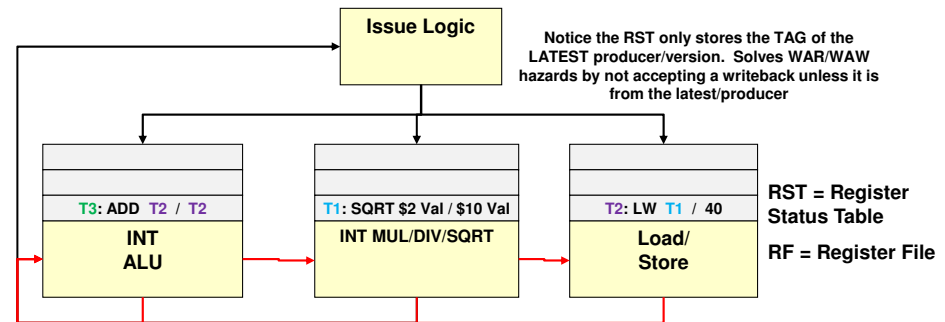 Issue Logic
Notice the RST only stores the TAG of the
LATEST producer/version. Solves WAR/WAW
hazards by not accepting a writeback unless it is
from the latest/producer
T3: ADD T2 / T2
T1: SQRT $2 Val / $10 Val
T2: LW T1 / 40
INT
ALU
INT MUL/DIV/SQRT
Load/
Store
RST = Register
Status Table
RF = Register File